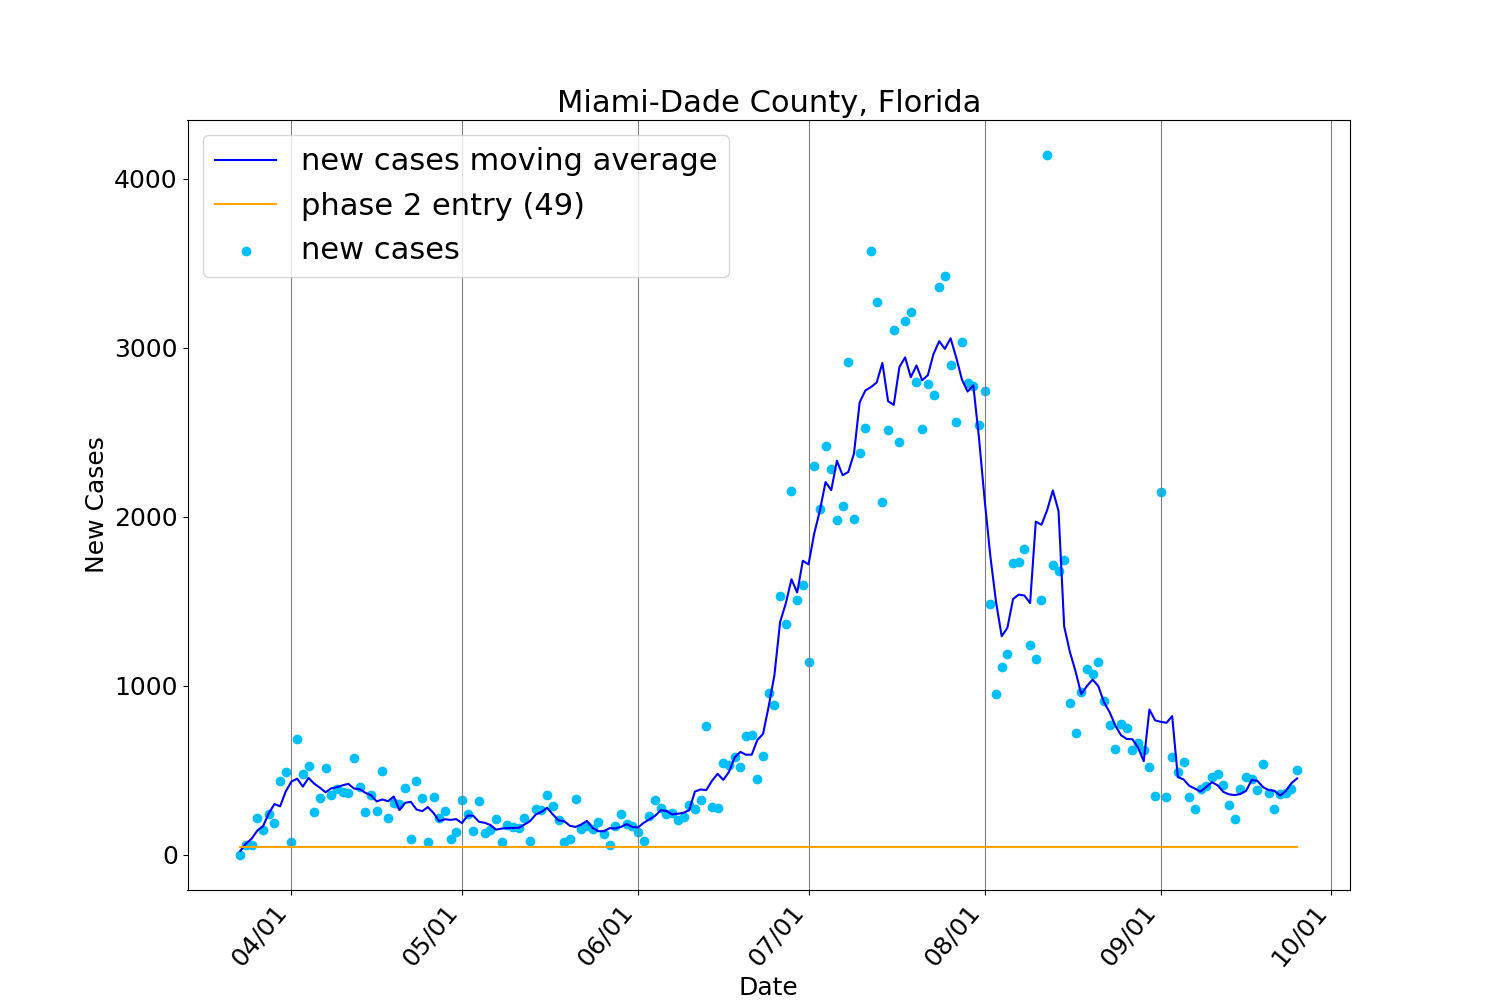 Miami-Dade County, Florida
new cases moving average
phase 2 entry (49)
new cases
4000
3000
2000
1000
0
New Cases
04/01
05/01
06/01
07/01
08/01
09/01
10/01
Date